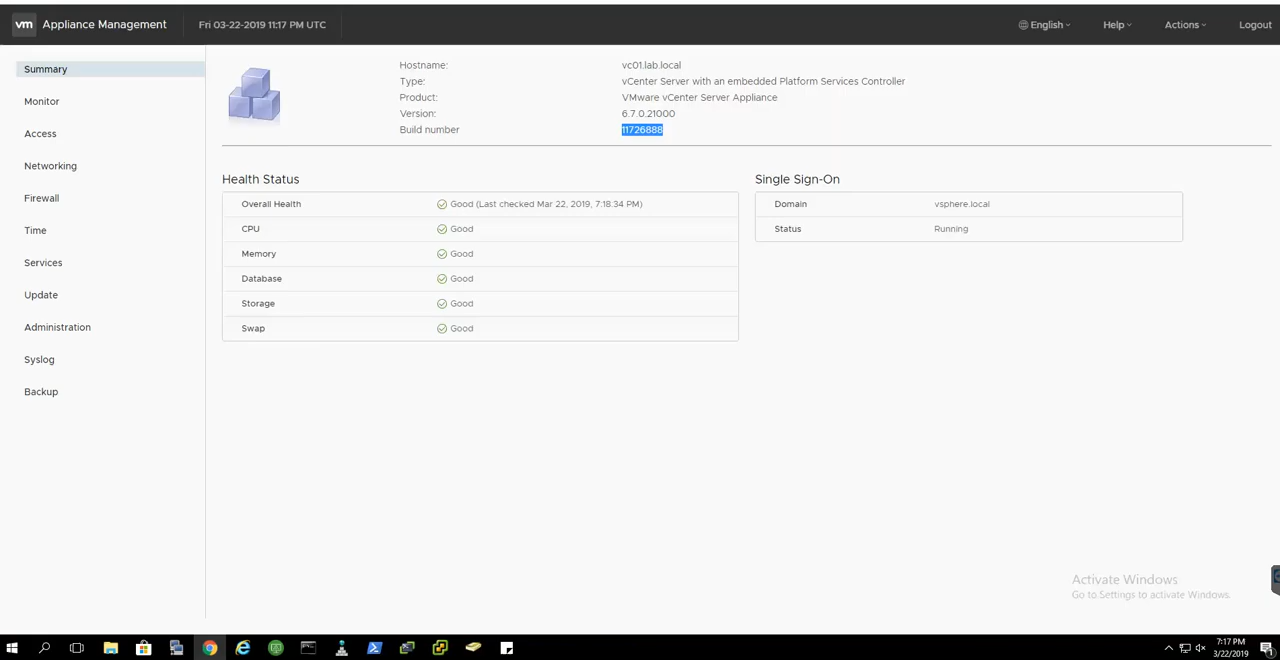 vm Appliance Management Fri 03-22-2019 11:17 PM UTC English Help Actions Logout
Summary
Monitor
Access
Networking
Firewall
Time
Services
Update
Administration
Syslog
Backup
Hostname: vc01.lab.local
Type: vCenter Server with an embedded Platform Services Controller
Product: VMware vCenter Server Appliance
Version: 6.7.0.21000
Build number 11726888
Health Status
Overall Health Good (Last checked Mar 22, 2019, 7:18:34 PM)
CPU Good
Memory Good
Database Good
Storage Good
Swap Good
Single Sign-On
Domain vsphere.local
Status Running
Activate Windows
Go to Settings to activate Windows.
7:17 PM
3/22/2019
1